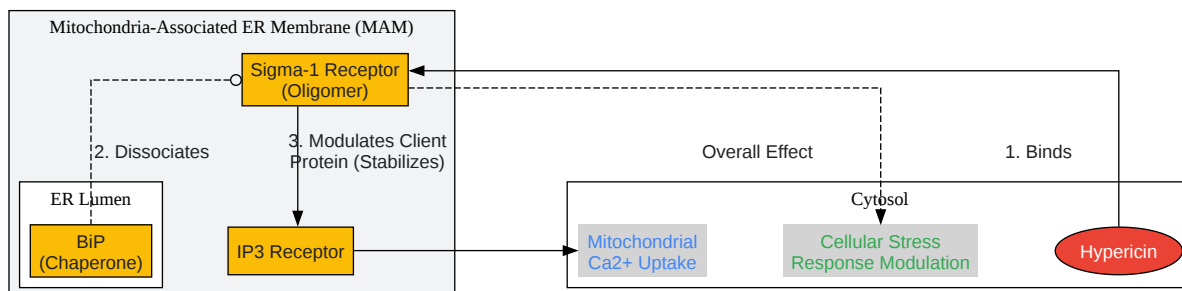 Mitochondria-Associated ER Membrane (MAM)
Sigma-1 Receptor
(Oligomer)
2. Dissociates
3. Modulates Client
Protein (Stabilizes)
Overall Effect
1. Binds
ER Lumen
BiP
(Chaperone)
IP3 Receptor
Cytosol
Mitochondrial
Ca2+ Uptake
Cellular Stress
Response Modulation
Hypericin